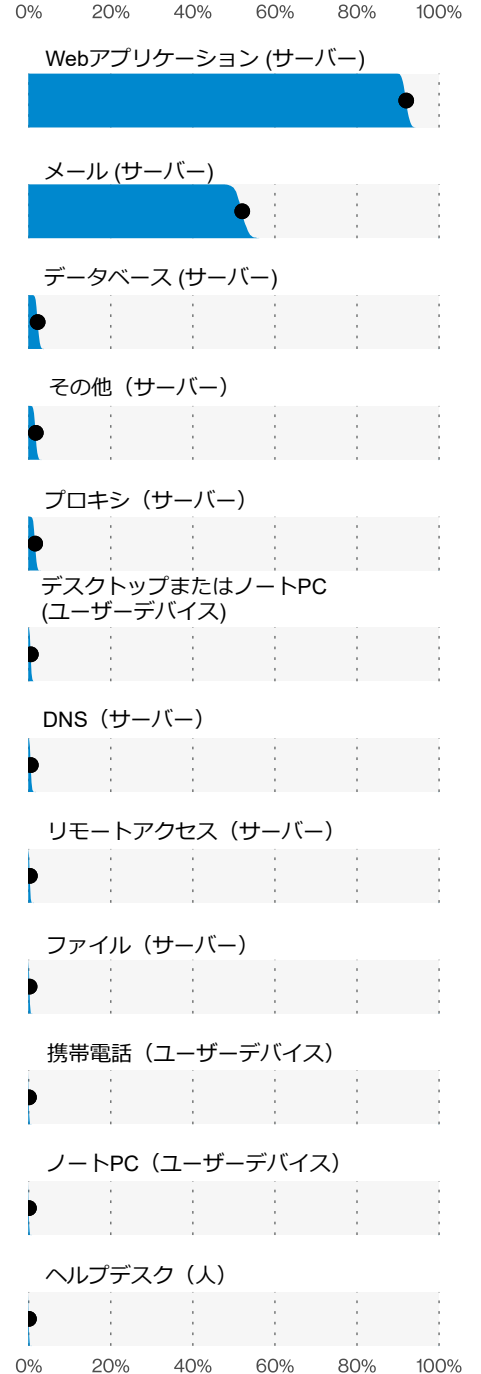 0% 20% 40% 60% 80% 100%
Webアプリケーション (サーバー)
メール (サーバー)
データベース (サーバー)
その他（サーバー）
プロキシ（サーバー）
デスクトップまたはノートPC
(ユーザーデバイス)
DNS（サーバー）
リモートアクセス（サーバー）
ファイル（サーバー）
携帯電話（ユーザーデバイス）
ノートPC（ユーザーデバイス）
ヘルプデスク（人）
0% 20% 40% 60% 80% 100%